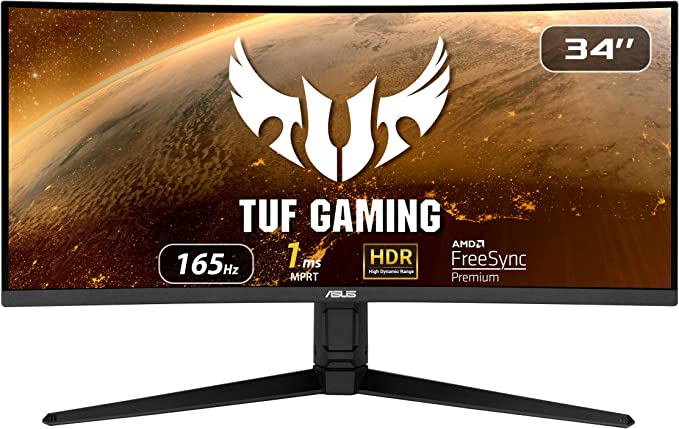 34’’
TUF GAMING
165Hz
1ms
MPRT
HDR
High Dynamic Range
AMD
FreeSync
Premium
ASUS